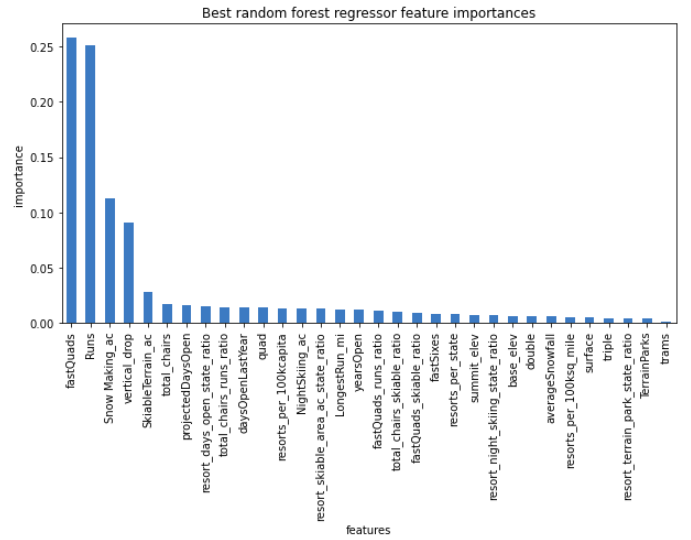 Best random forest regressor feature importances
0.25
0.20
0.15
0.10
0.05
0.00
importance
fastQuads
Runs
Snow Making_ac
vertical_drop
SkiableTerrain_ac
total_chairs
projectedDaysOpen
resort_days_open_state_ratio
total_chairs_runs_ratio
daysOpenLastYear
quad
resorts_per_100kcapita
NightSkiing_ac
resort_skiable_area_ac_state_ratio
LongestRun_mi
yearsOpen
fastQuads_runs_ratio
total_chairs_skiable_ratio
fastQuads_skiable_ratio
fastSixes
resorts_per_state
summit_elev
resort_night_skiing_state_ratio
base_elev
double
averageSnowfall
resorts_per_100ksq_mile
surface
triple
resort_terrain_park_state_ratio
TerrainParks
trams
features